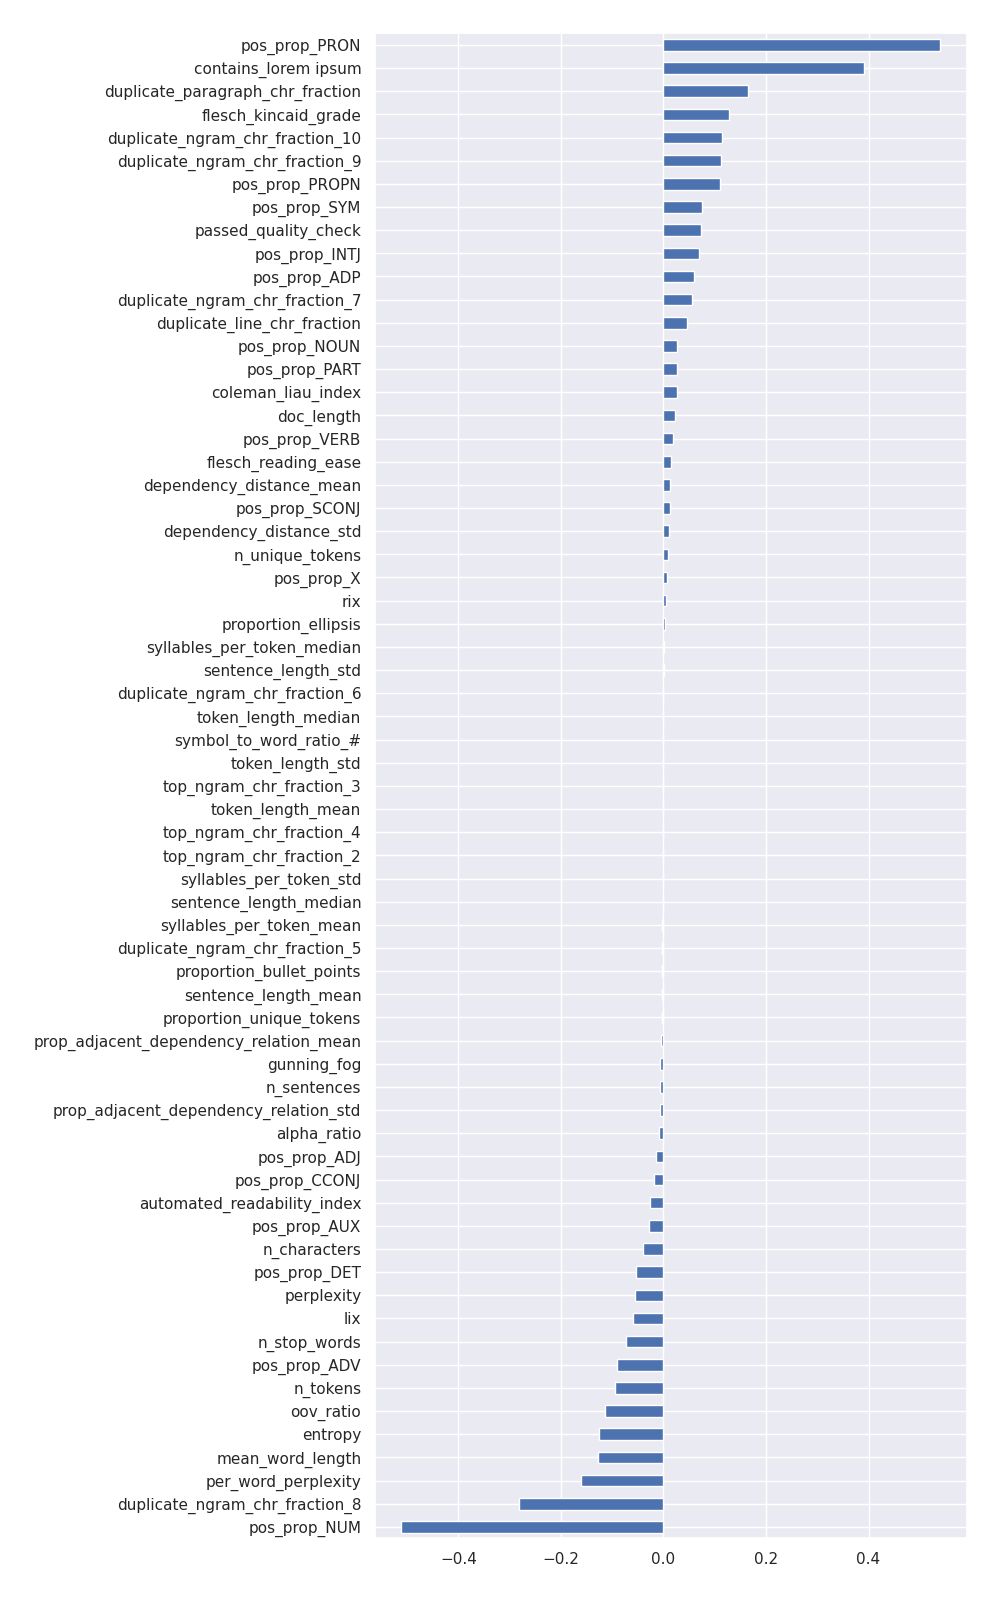 pos_prop_PRON
contains_lorem ipsum
duplicate_paragraph_chr_fraction
flesch_kincaid_grade
duplicate_ngram_chr_fraction_10
duplicate_ngram_chr_fraction_9
pos_prop_PROPN
pos_prop_SYM
passed_quality_check
pos_prop_INTJ
pos_prop_ADP
duplicate_ngram_chr_fraction_7
duplicate_line_chr_fraction
pos_prop_NOUN
pos_prop_PART
coleman_liau_index
doc_length
pos_prop_VERB
flesch_reading_ease
dependency_distance_mean
pos_prop_SCONJ
dependency_distance_std
n_unique_tokens
pos_prop_X
rix
proportion_ellipsis
syllables_per_token_median
sentence_length_std
duplicate_ngram_chr_fraction_6
token_length_median
symbol_to_word_ratio_#
token_length_std
top_ngram_chr_fraction_3
token_length_mean
top_ngram_chr_fraction_4
top_ngram_chr_fraction_2
syllables_per_token_std
sentence_length_median
syllables_per_token_mean
duplicate_ngram_chr_fraction_5
proportion_bullet_points
sentence_length_mean
proportion_unique_tokens
prop_adjacent_dependency_relation_mean
gunning_fog
n_sentences
prop_adjacent_dependency_relation_std
alpha_ratio
pos_prop_ADJ
pos_prop_CCONJ
automated_readability_index
pos_prop_AUX
n_characters
pos_prop_DET
perplexity
lix
n_stop_words
pos_prop_ADV
n_tokens
oov_ratio
entropy
mean_word_length
per_word_perplexity
duplicate_ngram_chr_fraction_8
pos_prop_NUM
−0.4 −0.2 0.0 0.2 0.4